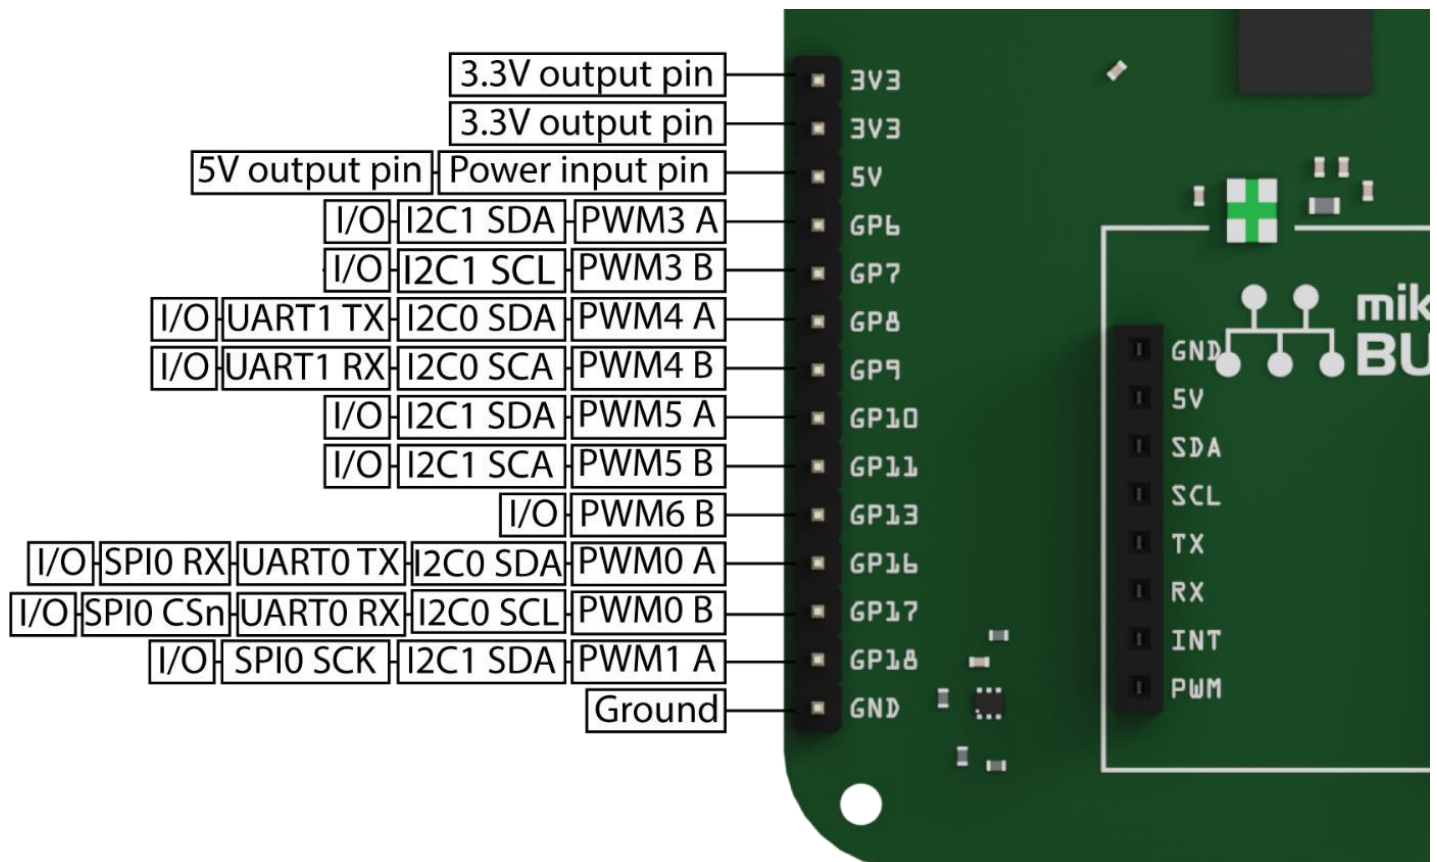 3.3V output pin 3V3
3.3V output pin 3V3
5V output pin Power input pin 5V
I/O I2C1 SDA PWM3 A GP6
I/O I2C1 SCL PWM3 B GP7
I/O UART1 TX I2C0 SDA PWM4 A GP8
I/O UART1 RX I2C0 SCA PWM4 B GP9
I/O I2C1 SDA PWM5 A GP10
I/O I2C1 SCA PWM5 B GP11
I/O PWM6 B GP13
I/O SPI0 RX UART0 TX I2C0 SDA PWM0 A GP16
I/O SPI0 CSn UART0 RX I2C0 SCL PWM0 B GP17
I/O SPI0 SCK I2C1 SDA PWM1 A GP18
Ground GND
mik
BU
GND
5V
SDA
SCL
TX
RX
INT
PWM